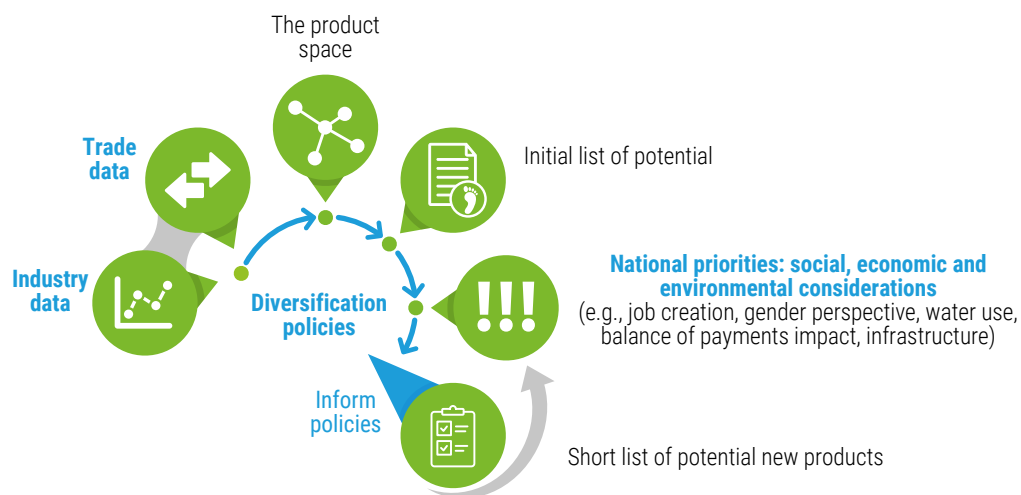 The product
space
Trade
data
Initial list of potential
Industry
data
Diversification
policies
National priorities: social, economic and
environmental considerations
(e.g., job creation, gender perspective, water use,
balance of payments impact, infrastructure)
!!!
Inform
policies
Short list of potential new products